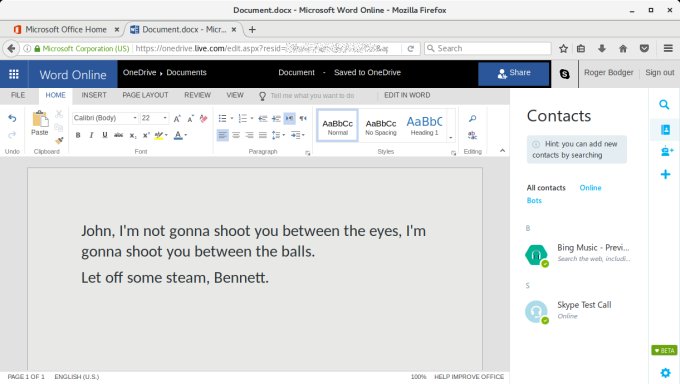 Document.docx - Microsoft Word Online - Mozilla Firefox
Microsoft Office Home
Document.docx - Micr...
Microsoft Corporation (US)
https://onedrive.live.com/edit.aspx?resid=
Search
Word Online
OneDrive
Documents
Document - Saved to OneDrive
Share
Roger Bodger
Sign out
FILE HOME INSERT PAGE LAYOUT REVIEW VIEW Tell me what you want to do EDIT IN WORD
Paste
Calibri (Body)
22
AaBbCc
Normal
AaBbCc
No Spacing
AaBbC
Heading 1
Undo Clipboard Font Paragraph Styles Editing
John, I'm not gonna shoot you between the eyes, I'm
gonna shoot you between the balls.
Let off some steam, Bennett.
Contacts
Hint: you can add new
contacts by searching
All contacts Online
Bots
B
Bing Music - Previ...
Search the web, includi...
S
Skype Test Call
Online
BETA
PAGE 1 OF 1 ENGLISH (U.S.) 100% HELP IMPROVE OFFICE